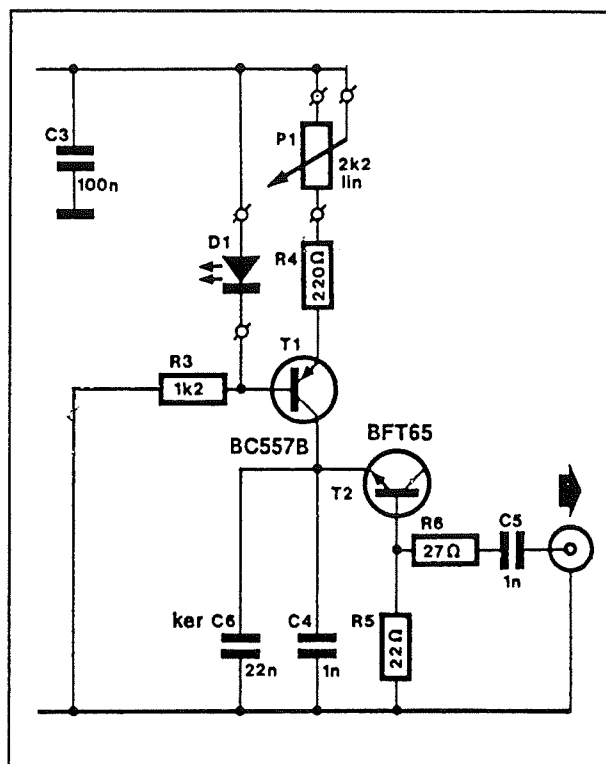 C3
100n
P1
2k2
lin
D1
R4
220Ω
T1
R3
1k2
BC557B
BFT65
T2
R6
27Ω
C5
1n
ker C6
22n
C4
1n
R5
22Ω